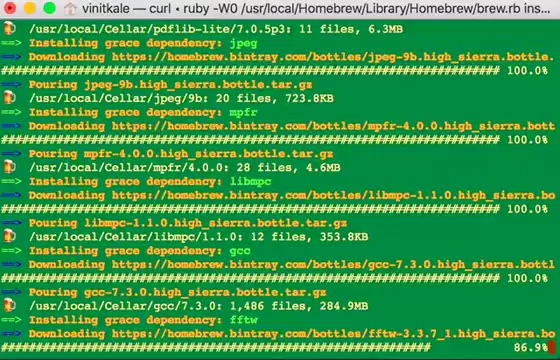 vinitkale — curl • ruby -W0 /usr/local/Homebrew/Library/Homebrew/brew.rb ins...
/usr/local/Cellar/pdflib-lite/7.0.5p3: 11 files, 6.3MB
==> Installing grace dependency: jpeg
==> Downloading https://homebrew.bintray.com/bottles/jpeg-9b.high_sierra.bottle.
######################################################################## 100.0%
==> Pouring jpeg-9b.high_sierra.bottle.tar.gz
/usr/local/Cellar/jpeg/9b: 20 files, 723.8KB
==> Installing grace dependency: mpfr
==> Downloading https://homebrew.bintray.com/bottles/mpfr-4.0.0.high_sierra.bott
######################################################################## 100.0%
==> Pouring mpfr-4.0.0.high_sierra.bottle.tar.gz
/usr/local/Cellar/mpfr/4.0.0: 28 files, 4.6MB
==> Installing grace dependency: libmpc
==> Downloading https://homebrew.bintray.com/bottles/libmpc-1.1.0.high_sierra.bo
######################################################################## 100.0%
==> Pouring libmpc-1.1.0.high_sierra.bottle.tar.gz
/usr/local/Cellar/libmpc/1.1.0: 12 files, 353.8KB
==> Installing grace dependency: gcc
==> Downloading https://homebrew.bintray.com/bottles/gcc-7.3.0.high_sierra.bottl
######################################################################## 100.0%
==> Pouring gcc-7.3.0.high_sierra.bottle.tar.gz
/usr/local/Cellar/gcc/7.3.0: 1,486 files, 284.9MB
==> Installing grace dependency: fftw
==> Downloading https://homebrew.bintray.com/bottles/fftw-3.3.7_1.high_sierra.bo
############################################################## 86.9%